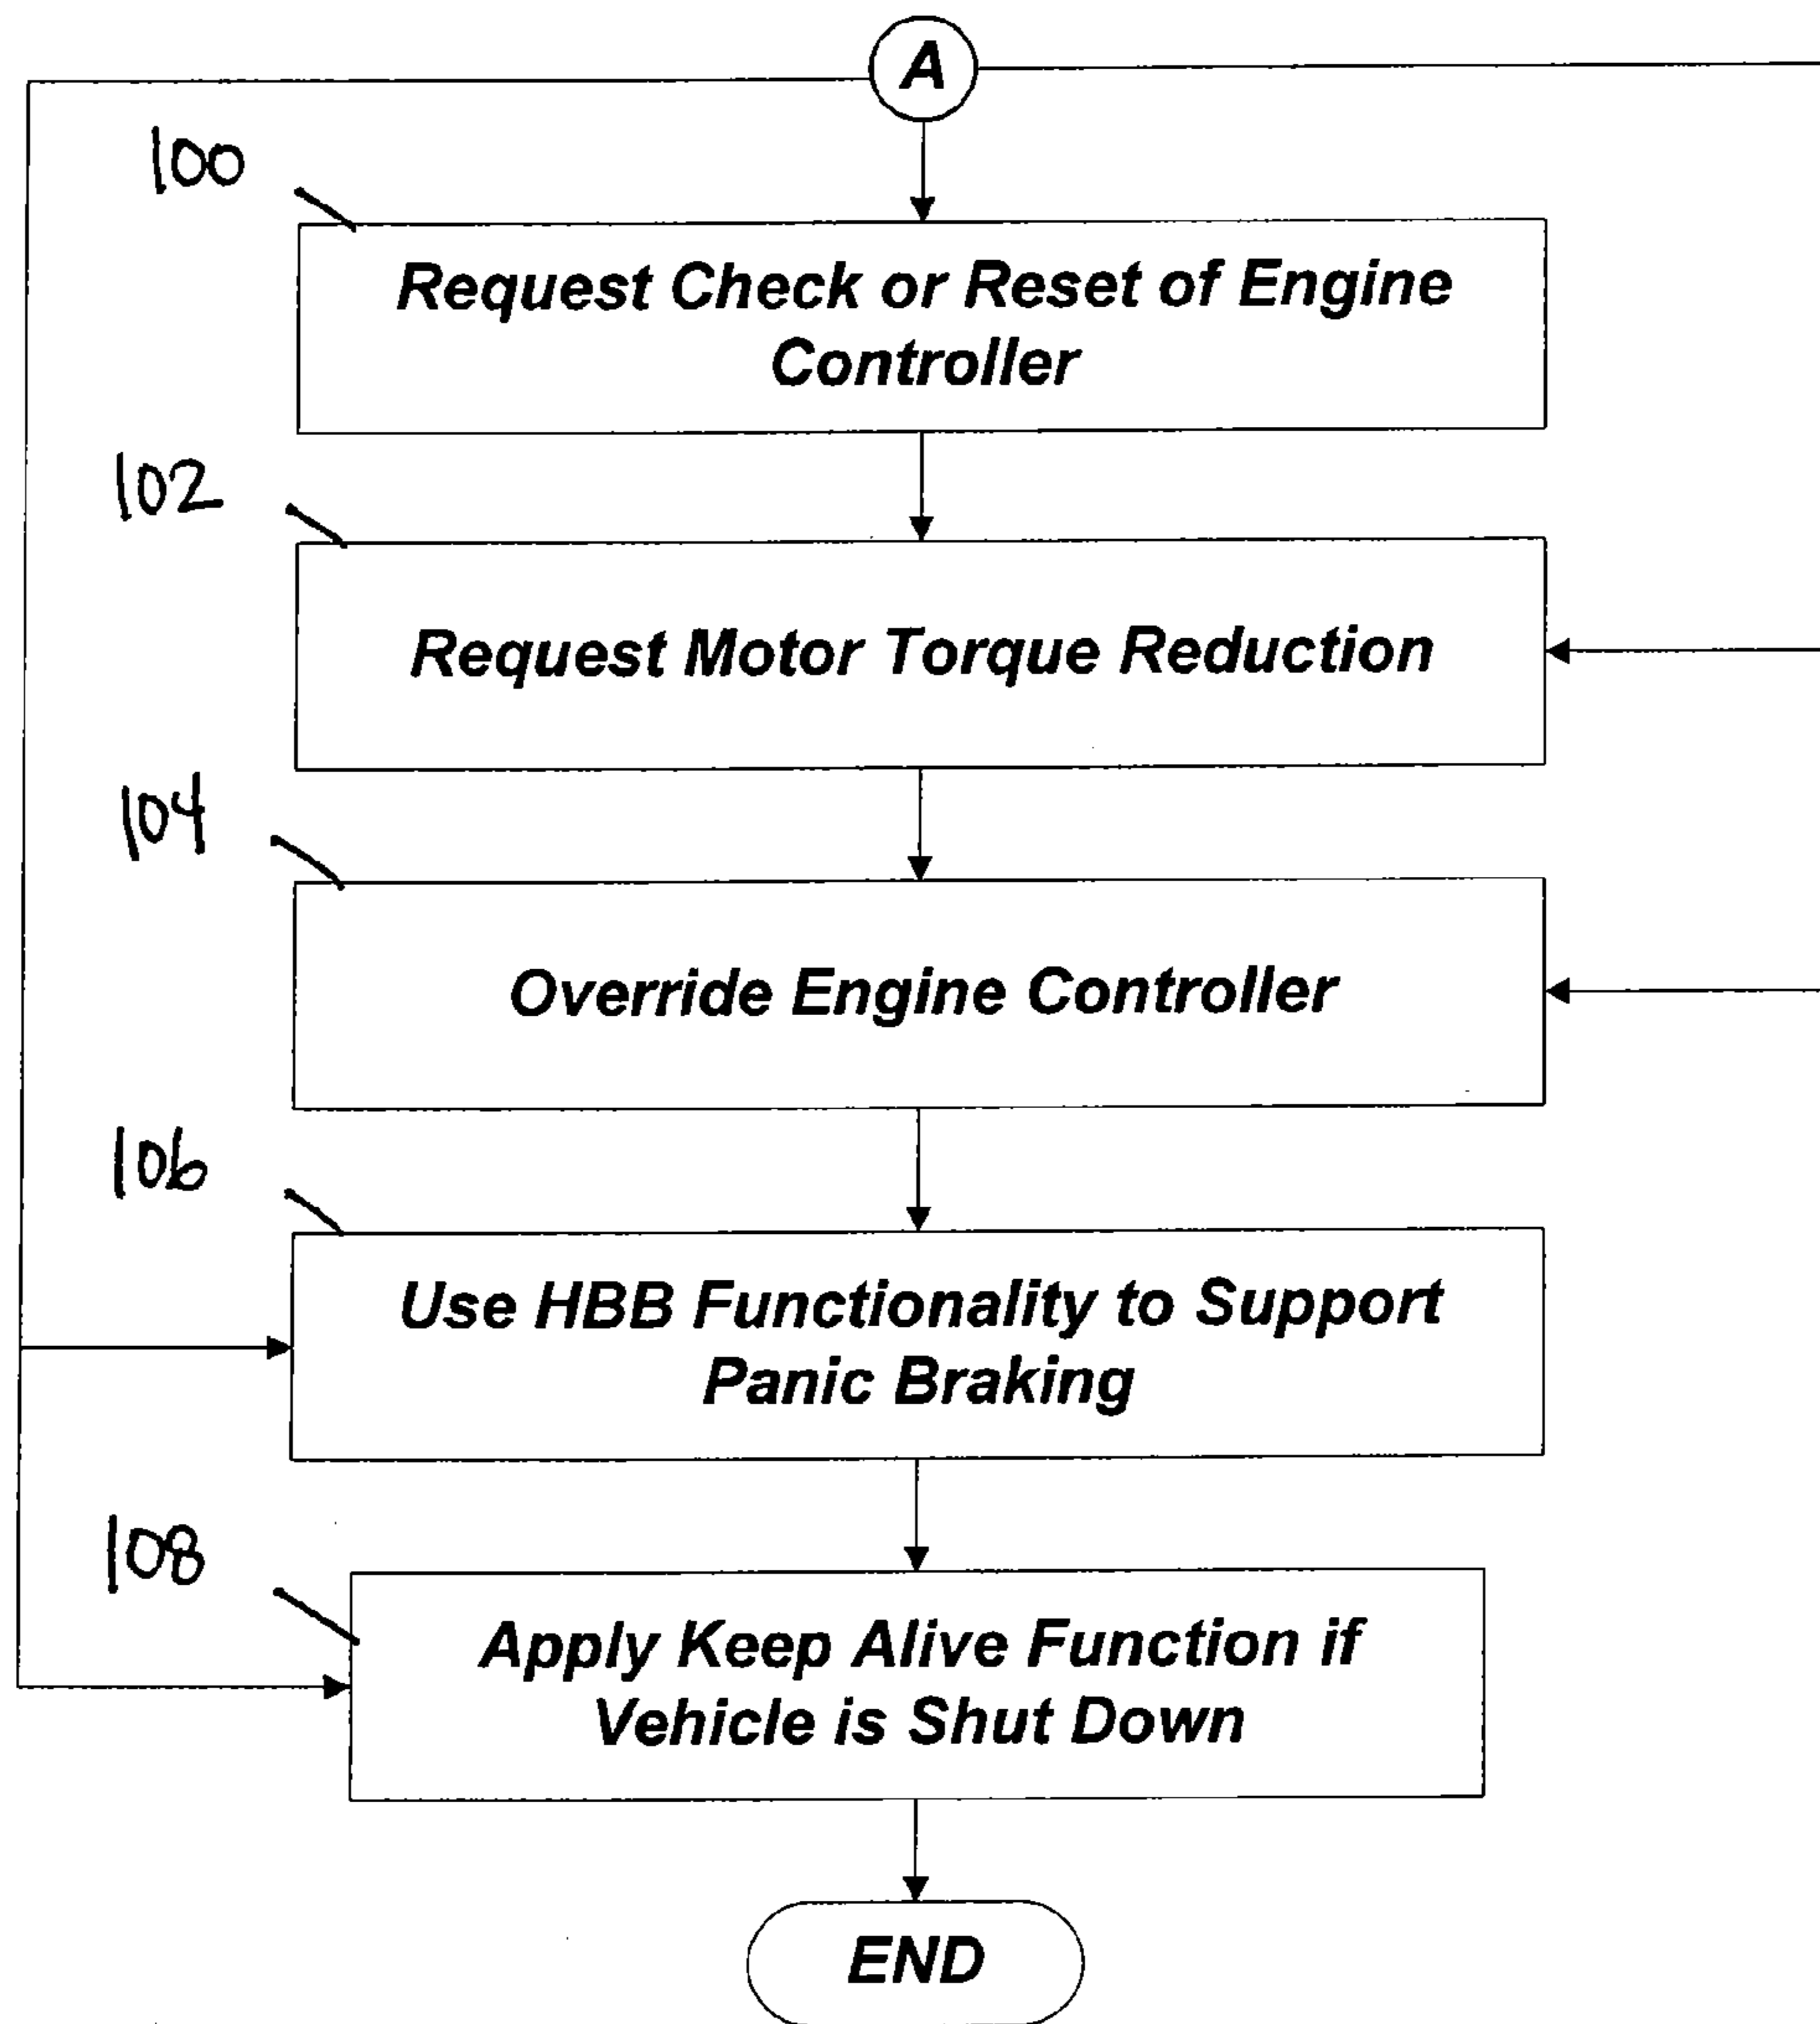 A
100
Request Check or Reset of Engine
Controller
102
Request Motor Torque Reduction
104
Override Engine Controller
106
Use HBB Functionality to Support
Panic Braking
108
Apply Keep Alive Function if
Vehicle is Shut Down
END